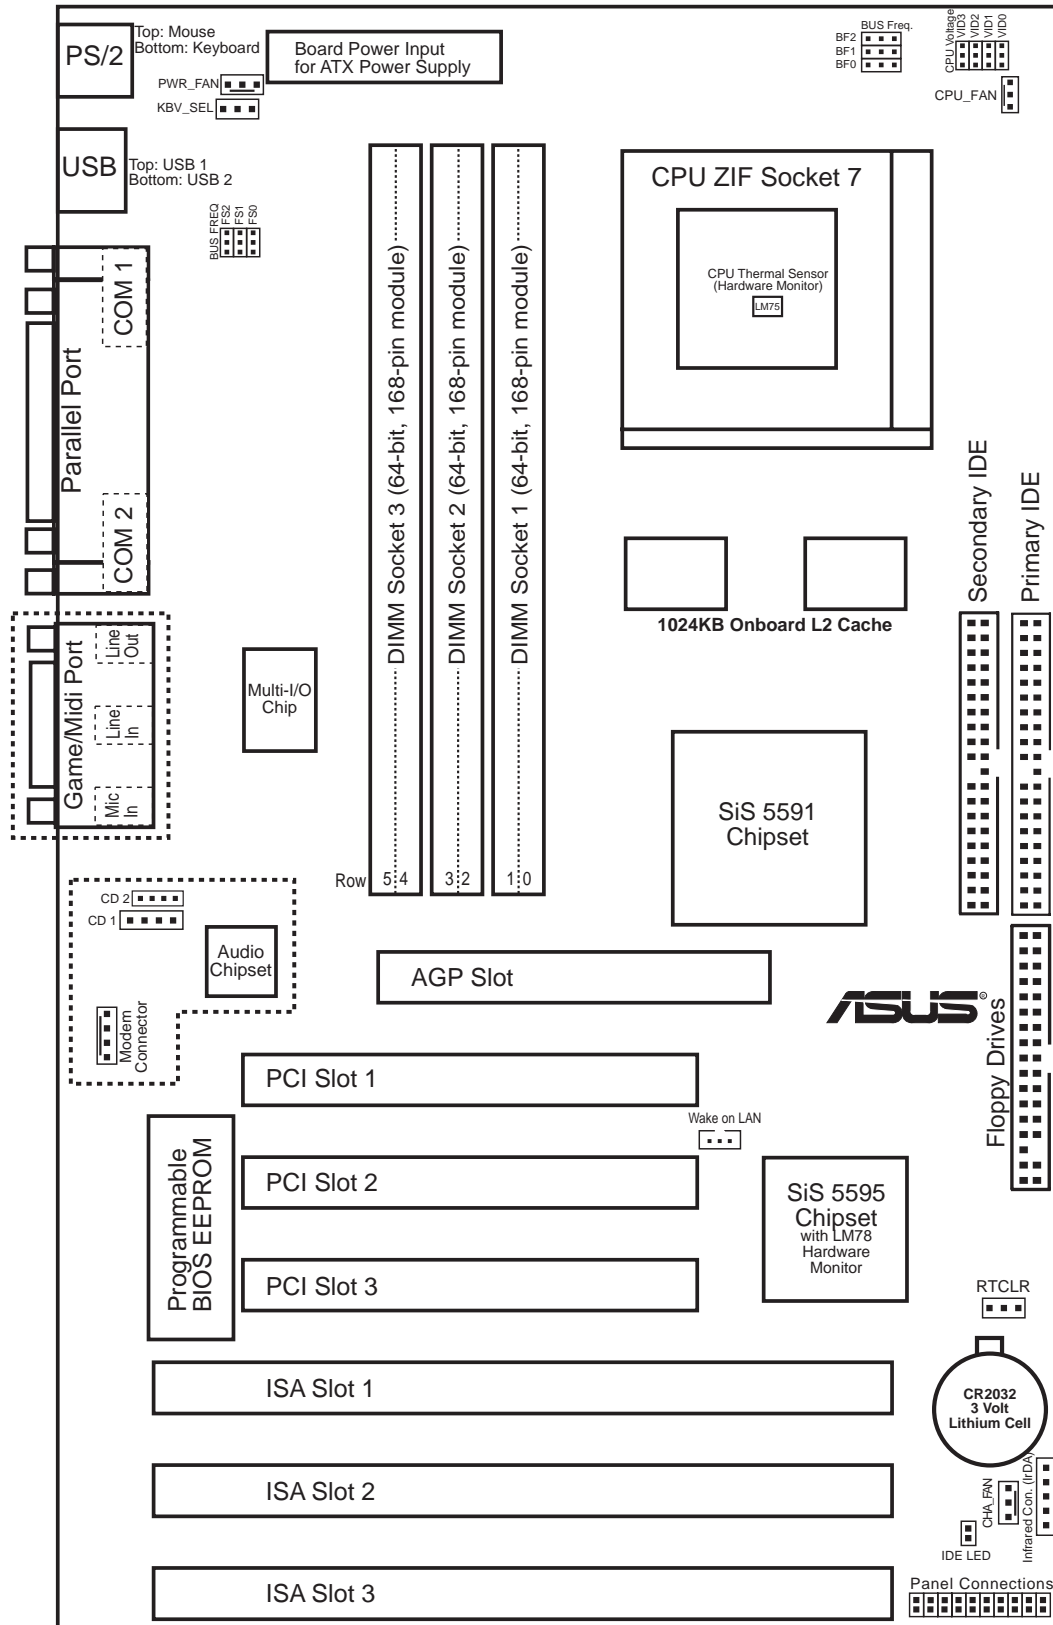 PS/2
Top: Mouse
Bottom: Keyboard
Board Power Input
for ATX Power Supply
PWR_FAN
KBV_SEL
BUS Freq.
BF2
BF1
BF0
CPU Voltage
VID3
VID2
VID1
VID0
CPU_FAN
USB
Top: USB 1
Bottom: USB 2
BUS FREQ
FS2
FS1
FS0
COM 1
Parallel Port
COM 2
DIMM Socket 3 (64-bit, 168-pin module)
DIMM Socket 2 (64-bit, 168-pin module)
DIMM Socket 1 (64-bit, 168-pin module)
CPU ZIF Socket 7
CPU Thermal Sensor
(Hardware Monitor)
LM75
Secondary IDE
Primary IDE
1024KB Onboard L2 Cache
Game/Midi Port
Line
Out
Line
In
Mic
In
Multi-I/O
Chip
SiS 5591
Chipset
Row 5 4 3 2 1 0
CD 2
CD 1
Audio
Chipset
Modem
Connector
AGP Slot
ASUS®
Floppy Drives
PCI Slot 1
Wake on LAN
Programmable
BIOS EEPROM
PCI Slot 2
SiS 5595
Chipset
with LM78
Hardware
Monitor
PCI Slot 3
RTCLR
ISA Slot 1
CR2032
3 Volt
Lithium Cell
ISA Slot 2
CHA_FAN
Infrared Con. (IrDA)
IDE LED
Panel Connections
ISA Slot 3